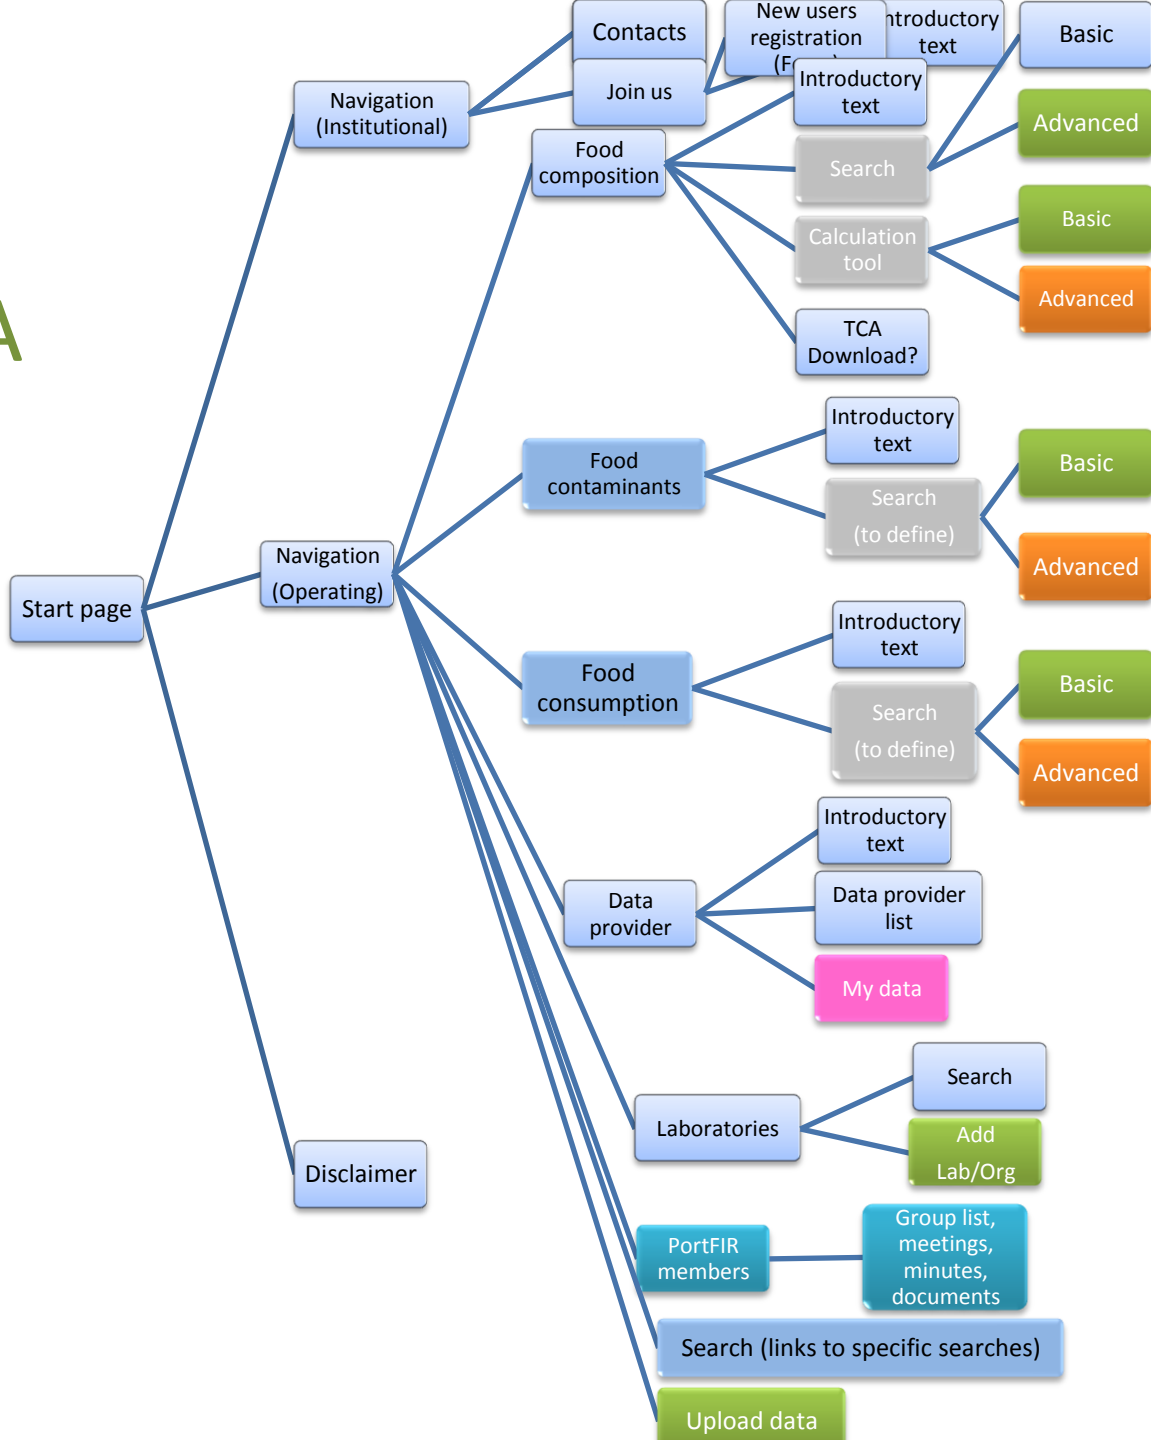 Contacts
New users
registration
Introductory
text
Basic
Join us
Navigation
(Institutional)
Introductory
text
Advanced
Food
composition
Search
Basic
Calculation
tool
Advanced
TCA
Download?
A
Introductory
text
Food
contaminants
Basic
Search
(to define)
Advanced
Navigation
(Operating)
Start page
Introductory
text
Food
consumption
Basic
Search
(to define)
Advanced
Introductory
text
Data
provider
Data provider
list
My data
Laboratories
Search
Add
Lab/Org
Disclaimer
PortFIR
members
Group list,
meetings,
minutes,
documents
Search (links to specific searches)
Upload data